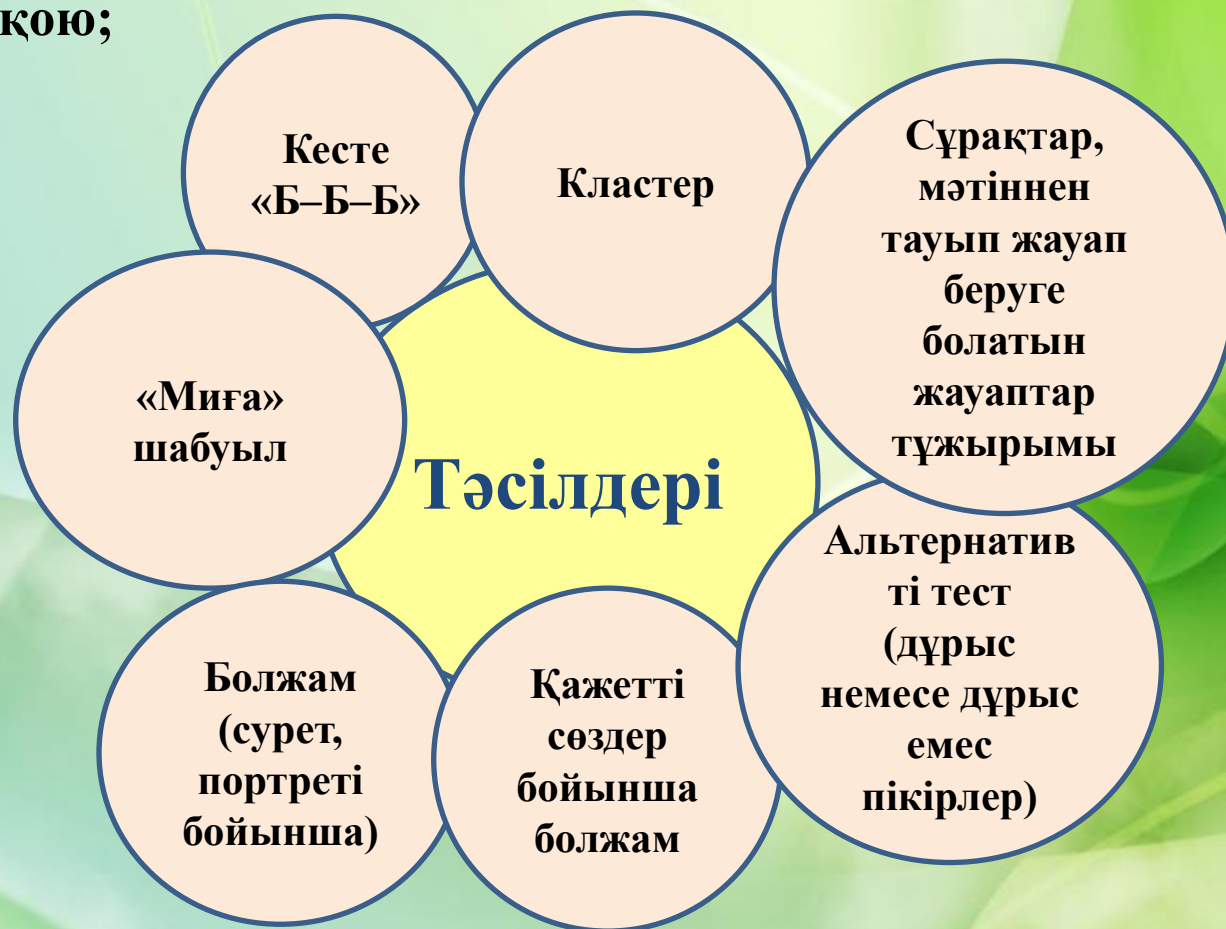 қою;
Кесте
«Б–Б–Б»
Кластер
Сұрақтар,
мәтіннен
тауып жауап
беруге
болатын
жауаптар
тұжырымы
«Миға»
шабуыл
Тәсілдері
Альтернатив
ті тест
(дұрыс
немесе дұрыс
емес
пікірлер)
Болжам
(сурет,
портреті
бойынша)
Қажетті
сөздер
бойынша
болжам